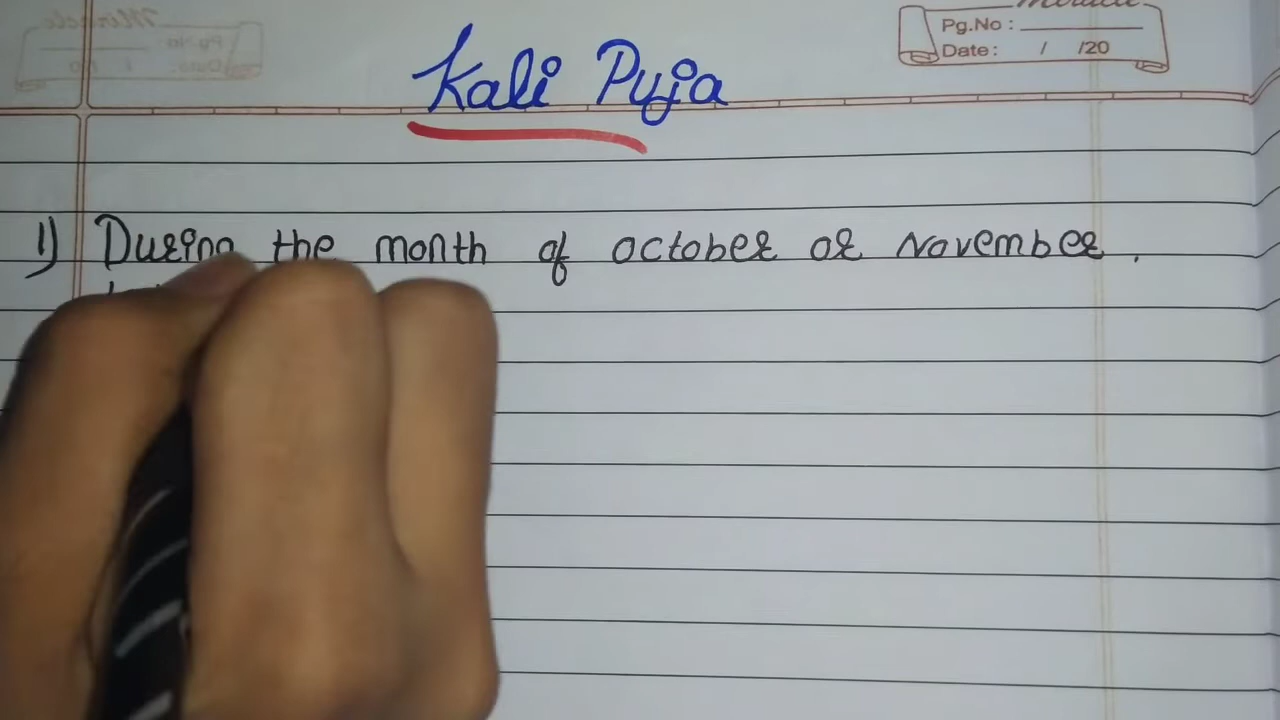 Pg.No :
Date: / /20
Kali Puja
1) During the month of october or November.